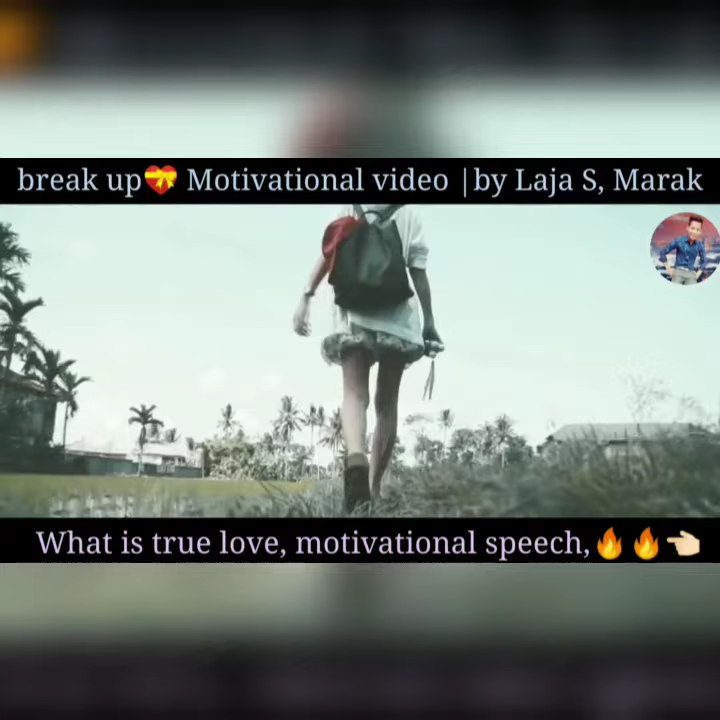 break up💝 Motivational video |by Laja S, Marak
What is true love, motivational speech,🔥🔥👈🏻